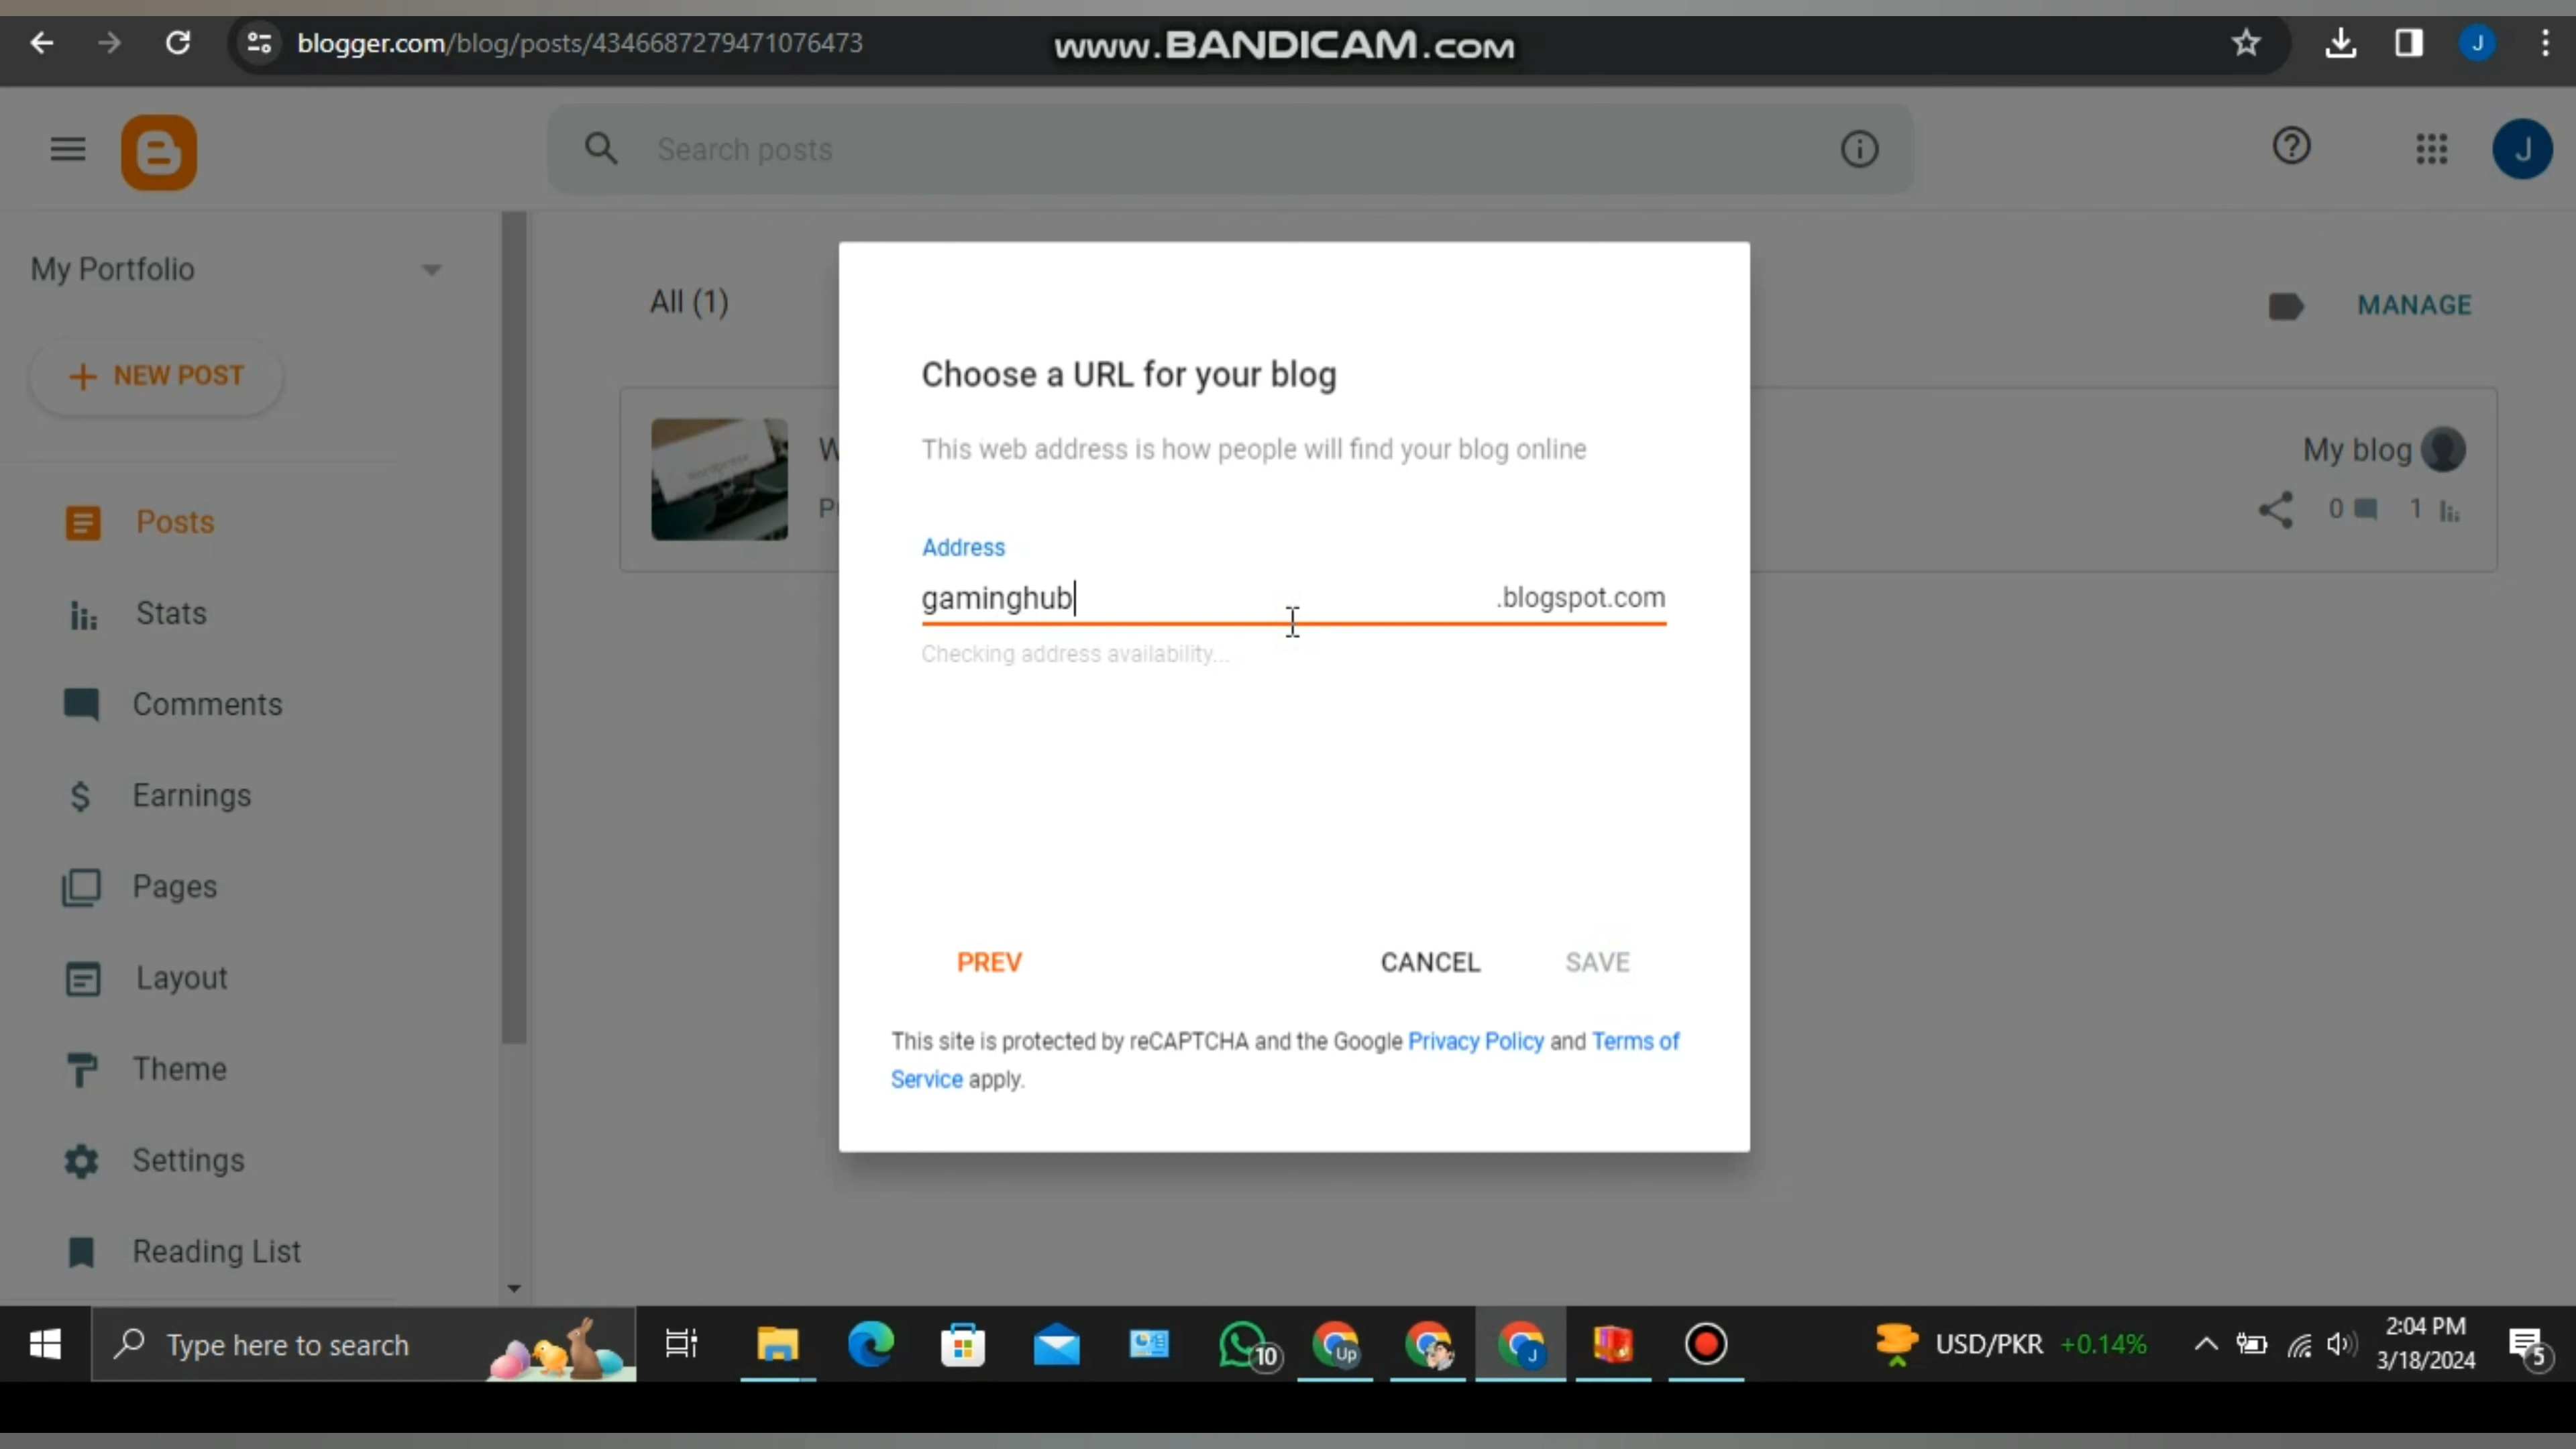 blogger.com/blog/posts/4346687279471076473
www.BANDICAM.com
J
Search posts
J
My Portfolio
All (1)
MANAGE
NEW POST
W
My blog
P
0
1
Posts
Stats
Comments
Earnings
Pages
Layout
Theme
Settings
Reading List
Choose a URL for your blog
This web address is how people will find your blog online
Address
gaminghub
.blogspot.com
Checking address availability...
PREV
CANCEL
SAVE
This site is protected by reCAPTCHA and the Google Privacy Policy and Terms of
Service apply.
Type here to search
10
Up
J
USD/PKR +0.14%
2:04 PM
3/18/2024
5